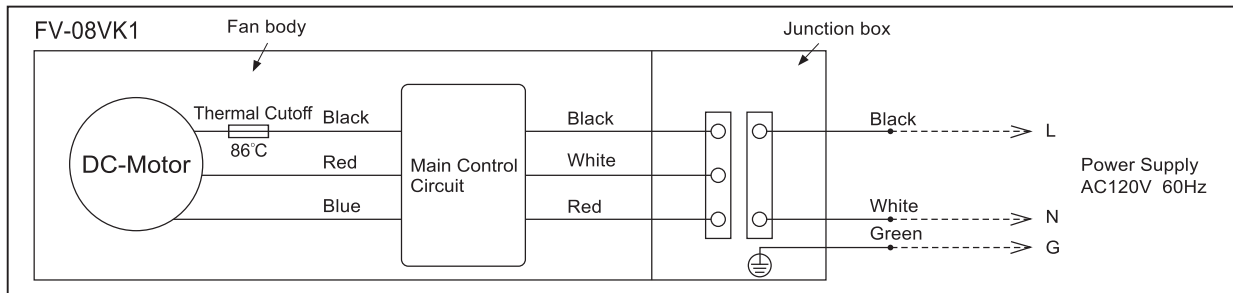 FV-08VK1
Fan body
Junction box
Thermal Cutoff
86°C
Black
Red
Blue
DC-Motor
Main Control
Circuit
Black
White
Red
Black
White
Green
L
N
G
Power Supply
AC120V 60Hz